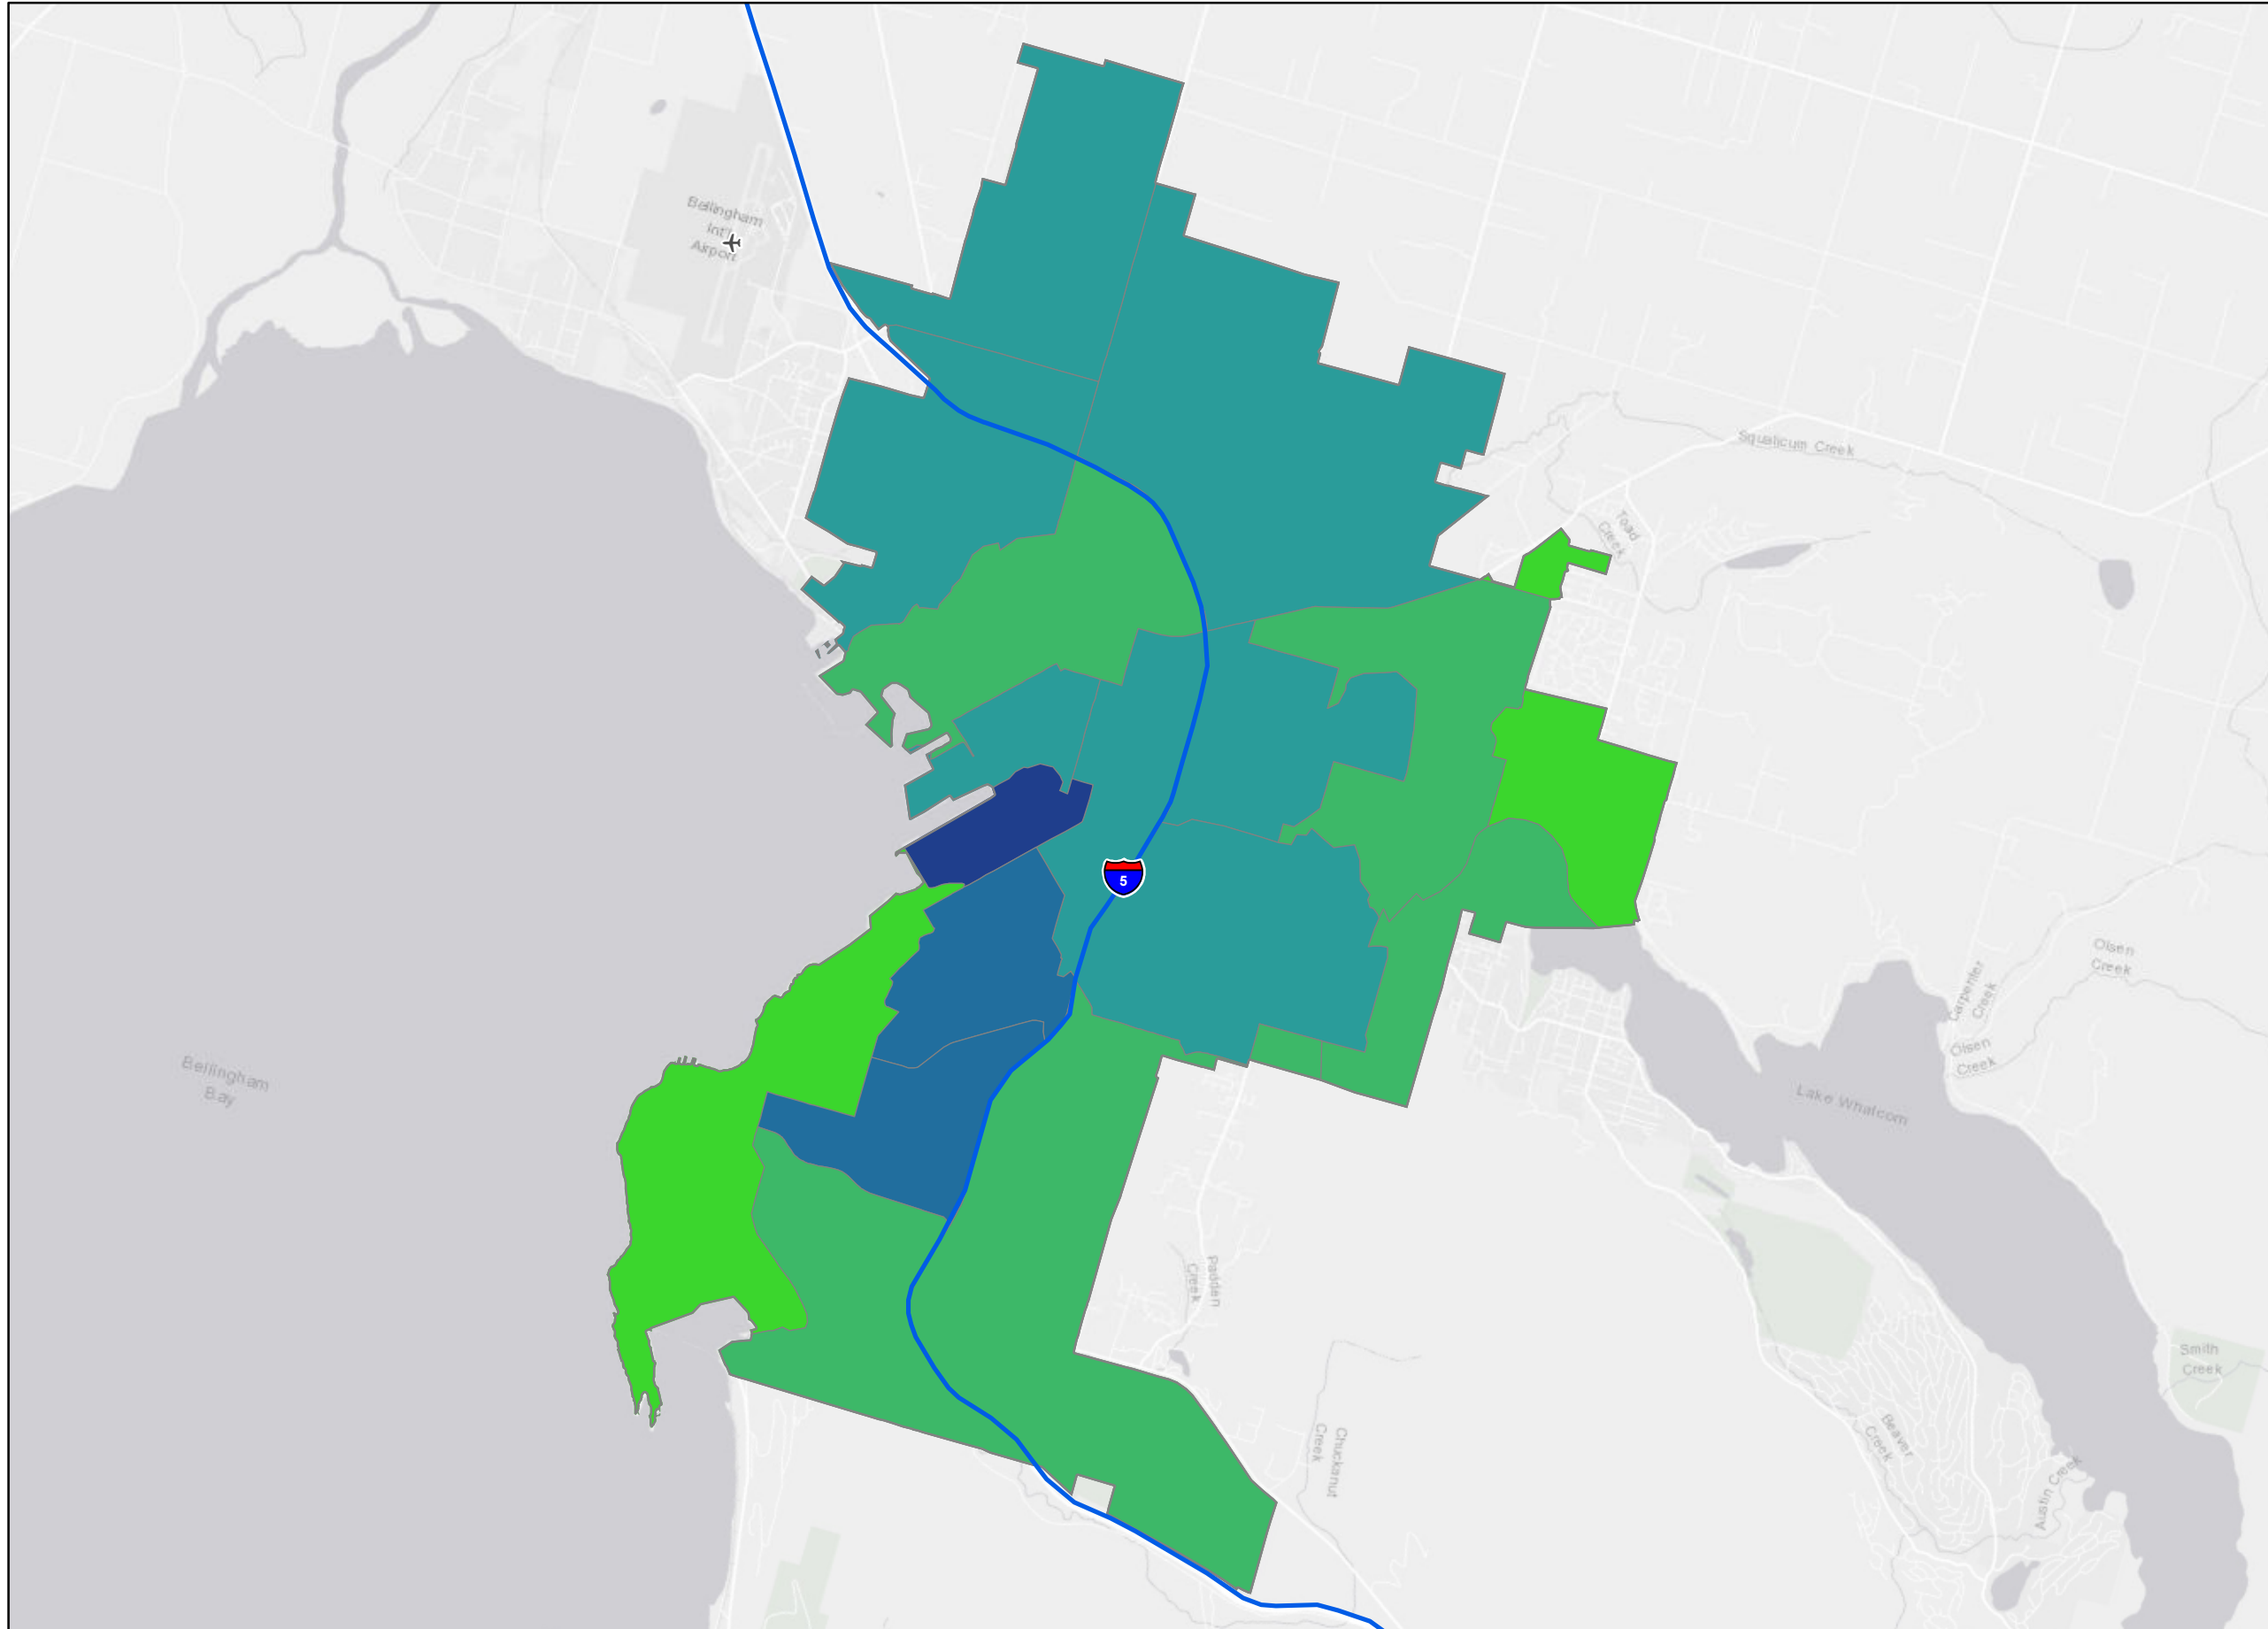 Bellingham
Int'l
Airport
Squalicum Creek
Toad
Creek
5
Olsen
Creek
Carpenter
Creek
Olsen
Creek
Bellingham
Bay
Lake Whatcom
Padden
Creek
Smith
Creek
Chuckanut
Creek
Beaver
Creek
Austin Creek